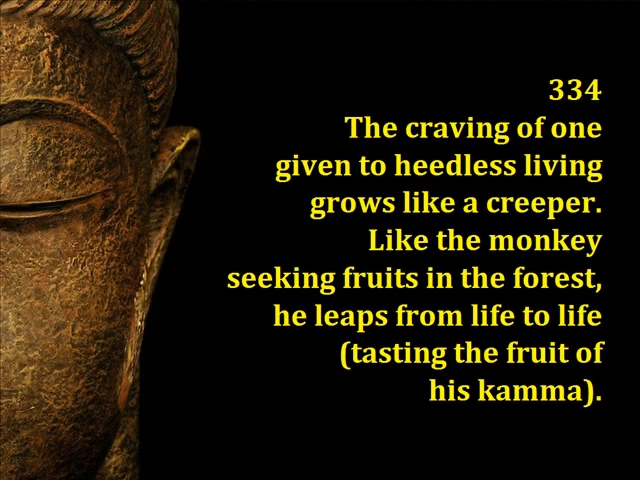 334
The craving of one
given to heedless living
grows like a creeper.
Like the monkey
seeking fruits in the forest,
he leaps from life to life
(tasting the fruit of
his kamma).